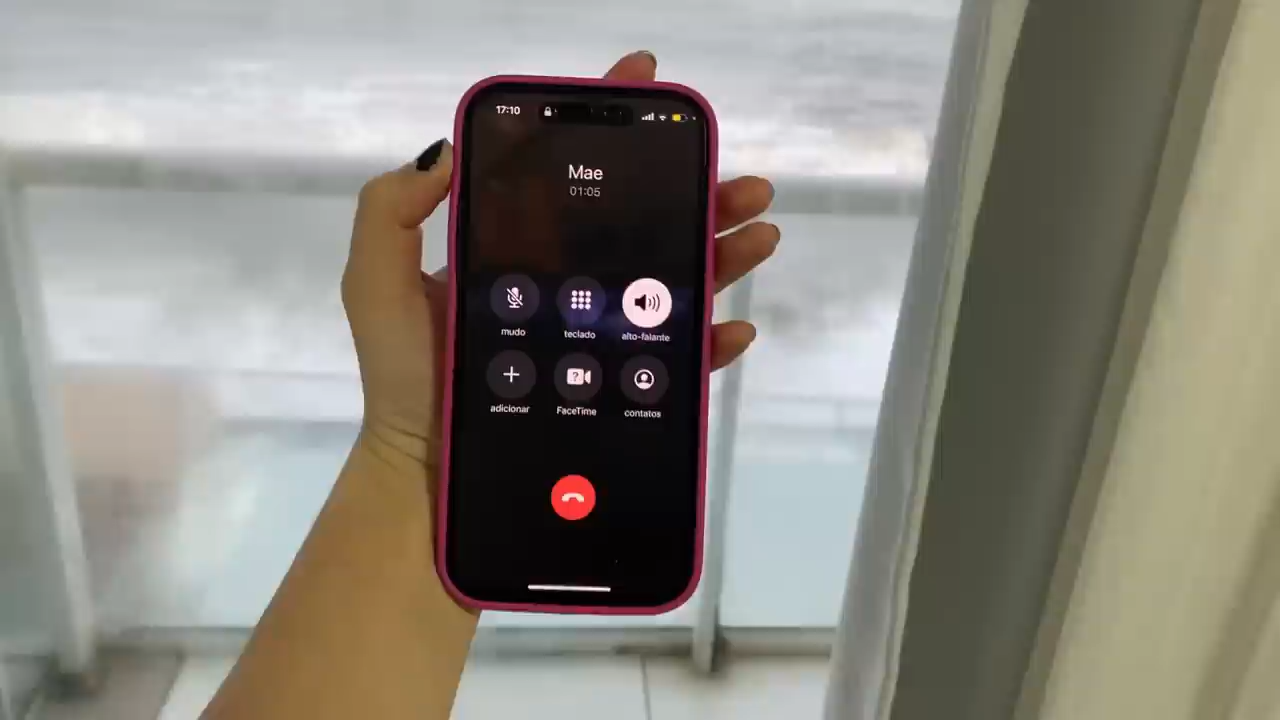 17:10
Mae
01:05
mudo
teclado
alto-falante
adicionar
FaceTime
contatos